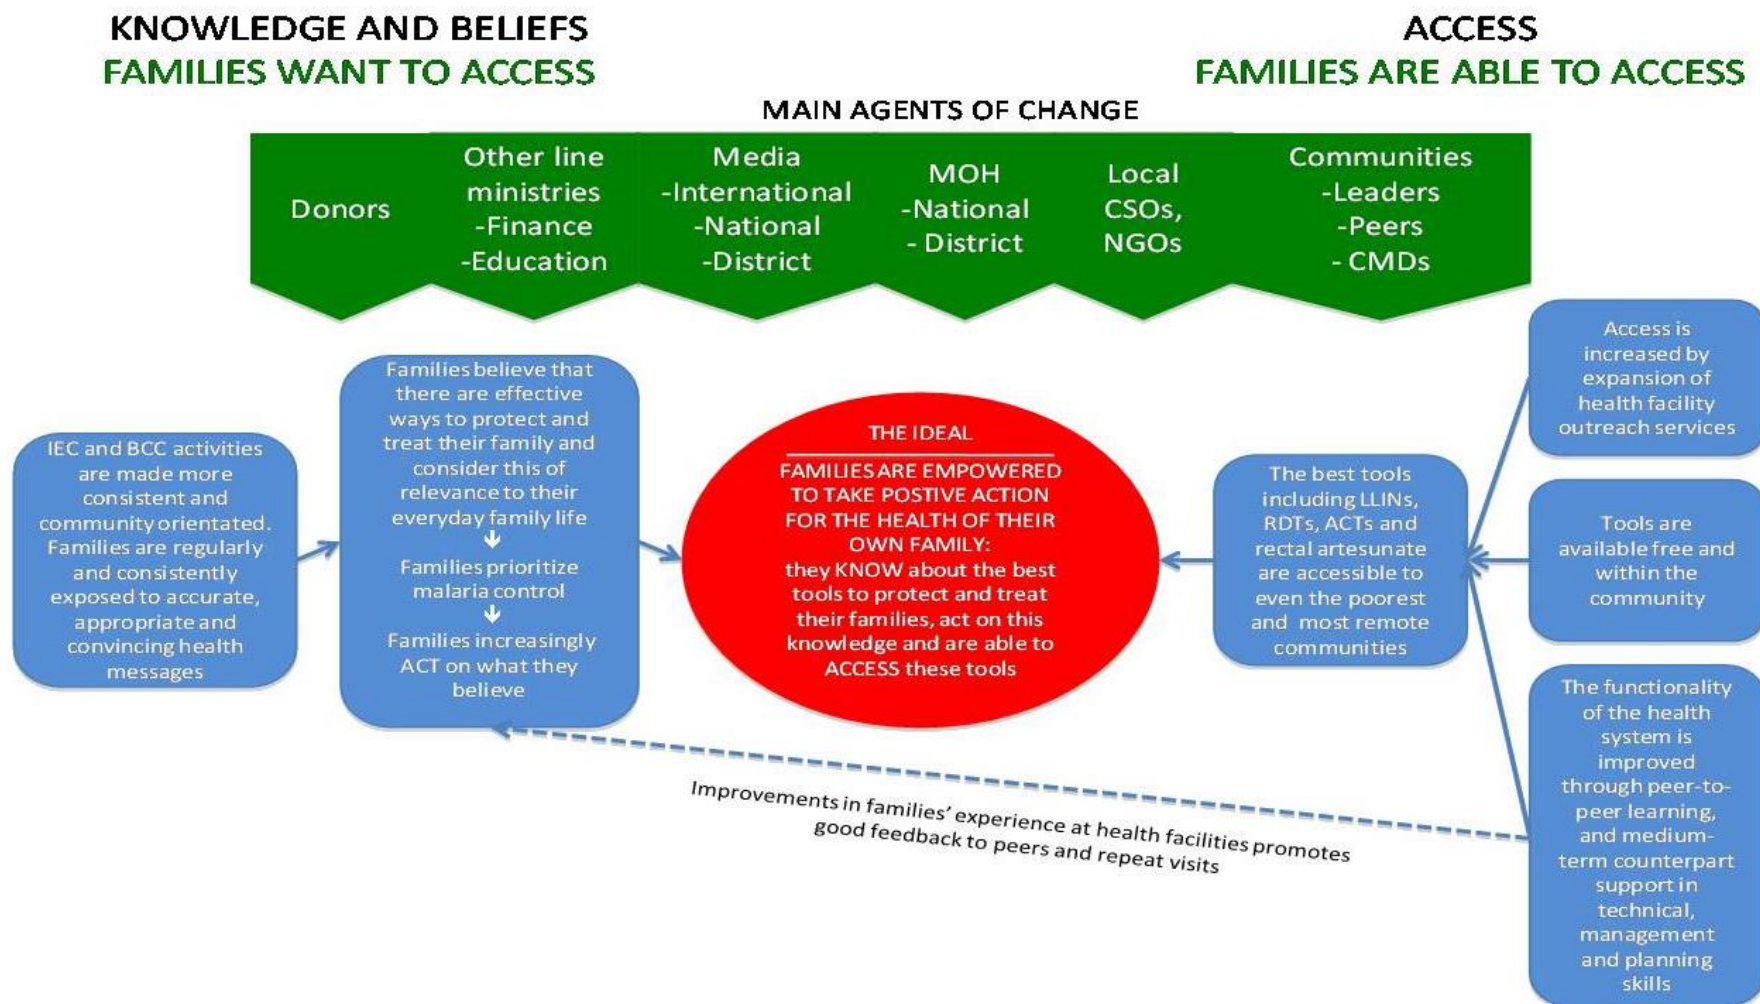 KNOWLEDGE AND BELIEFS
FAMILIES WANT TO ACCESS
ACCESS
FAMILIES ARE ABLE TO ACCESS
MAIN AGENTS OF CHANGE
Donors
Other line
ministries
-Finance
-Education
Media
-International
-National
-District
MOH
-National
- District
Local
CSOs,
NGOs
Communities
-Leaders
-Peers
- CMDs
IEC and BCC activities
are made more
consistent and
community orientated.
Families are regularly
and consistently
exposed to accurate,
appropriate and
convincing health
messages
Families believe that
there are effective
ways to protect and
treat their family and
consider this of
relevance to their
everyday family life
Families prioritize
malaria control
Families increasingly
ACT on what they
believe
THE IDEAL
FAMILIES ARE EMPOWERED
TO TAKE POSTIVE ACTION
FOR THE HEALTH OF THEIR
OWN FAMILY:
they KNOW about the best
tools to protect and treat
their families, act on this
knowledge and are able to
ACCESS these tools
The best tools
including LLINs,
RDTs, ACTs and
rectal artesunate
are accessible to
even the poorest
and most remote
communities
Access is
increased by
expansion of
health facility
outreach services
Tools are
available free and
within the
community
The functionality
of the health
system is
improved
through peer-to-
peer learning,
and medium-
term counterpart
support in
technical,
management
and planning
skills
Improvements in families' experience at health facilities promotes
good feedback to peers and repeat visits